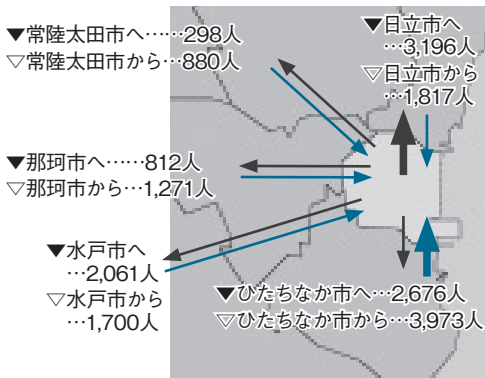 ▼常陸太田市へ……298人
▽常陸太田市から…880人
▼日立市へ
…3,196人
▽日立市から
…1,817人
▼那珂市へ……812人
▽那珂市から…1,271人
▼水戸市へ
…2,061人
▽水戸市から
…1,700人
▼ひたちなか市へ…2,676人
▽ひたちなか市から…3,973人